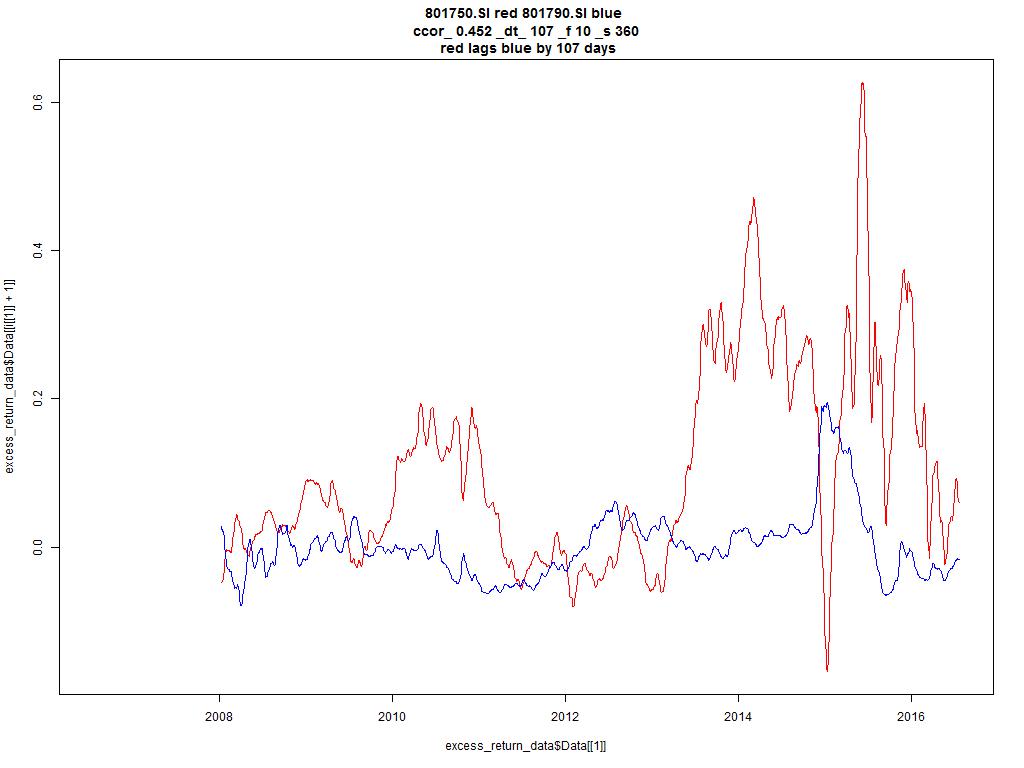 801750.SI red 801790.SI blue
ccor_ 0.452 _dt_ 107 _f 10 _s 360
red lags blue by 107 days
excess_return_data$Data[[i[[1]] + 1]]
0.6
0.4
0.2
0.0
2008
2010
2012
2014
2016
excess_return_data$Data[[1]]